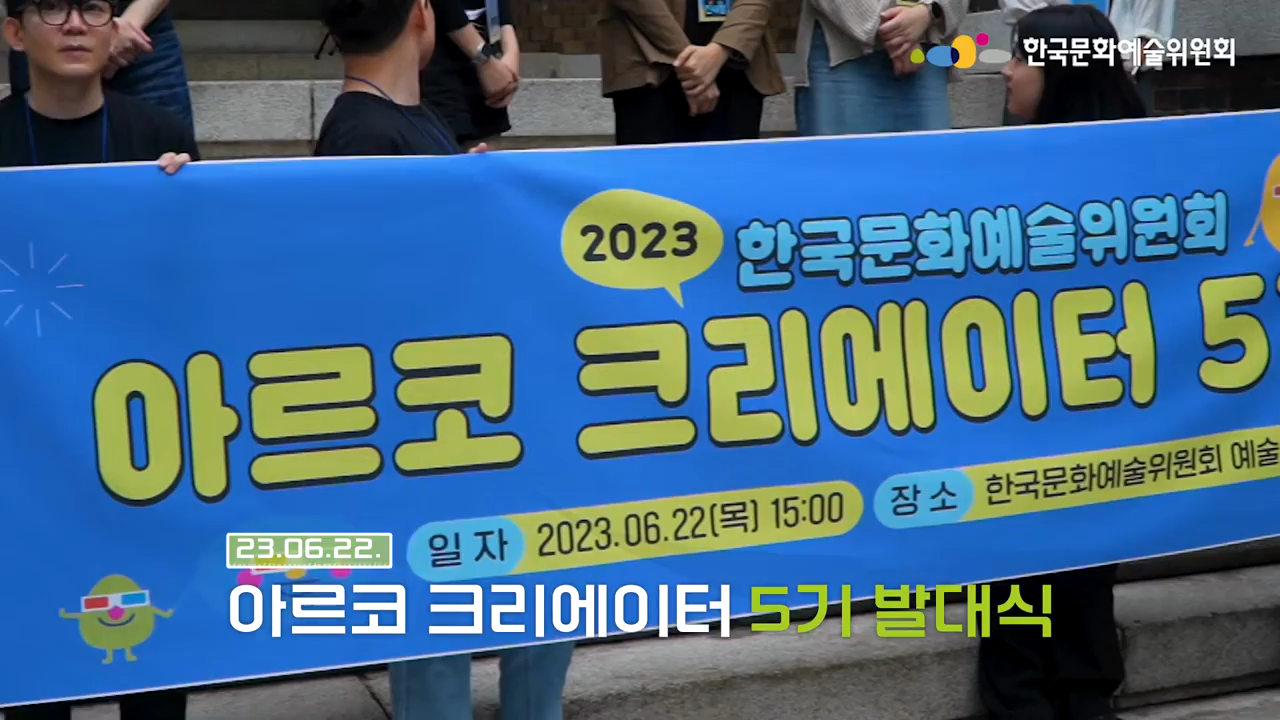 한국문화예술위원회
2023 한국문화예술위원회
아르코 크리에이터 5
일 자 2023.06.22(목) 15:00 장 소 한국문화예술위원회 예술
23.06.22.
아르코 크리에이터 5기 발대식